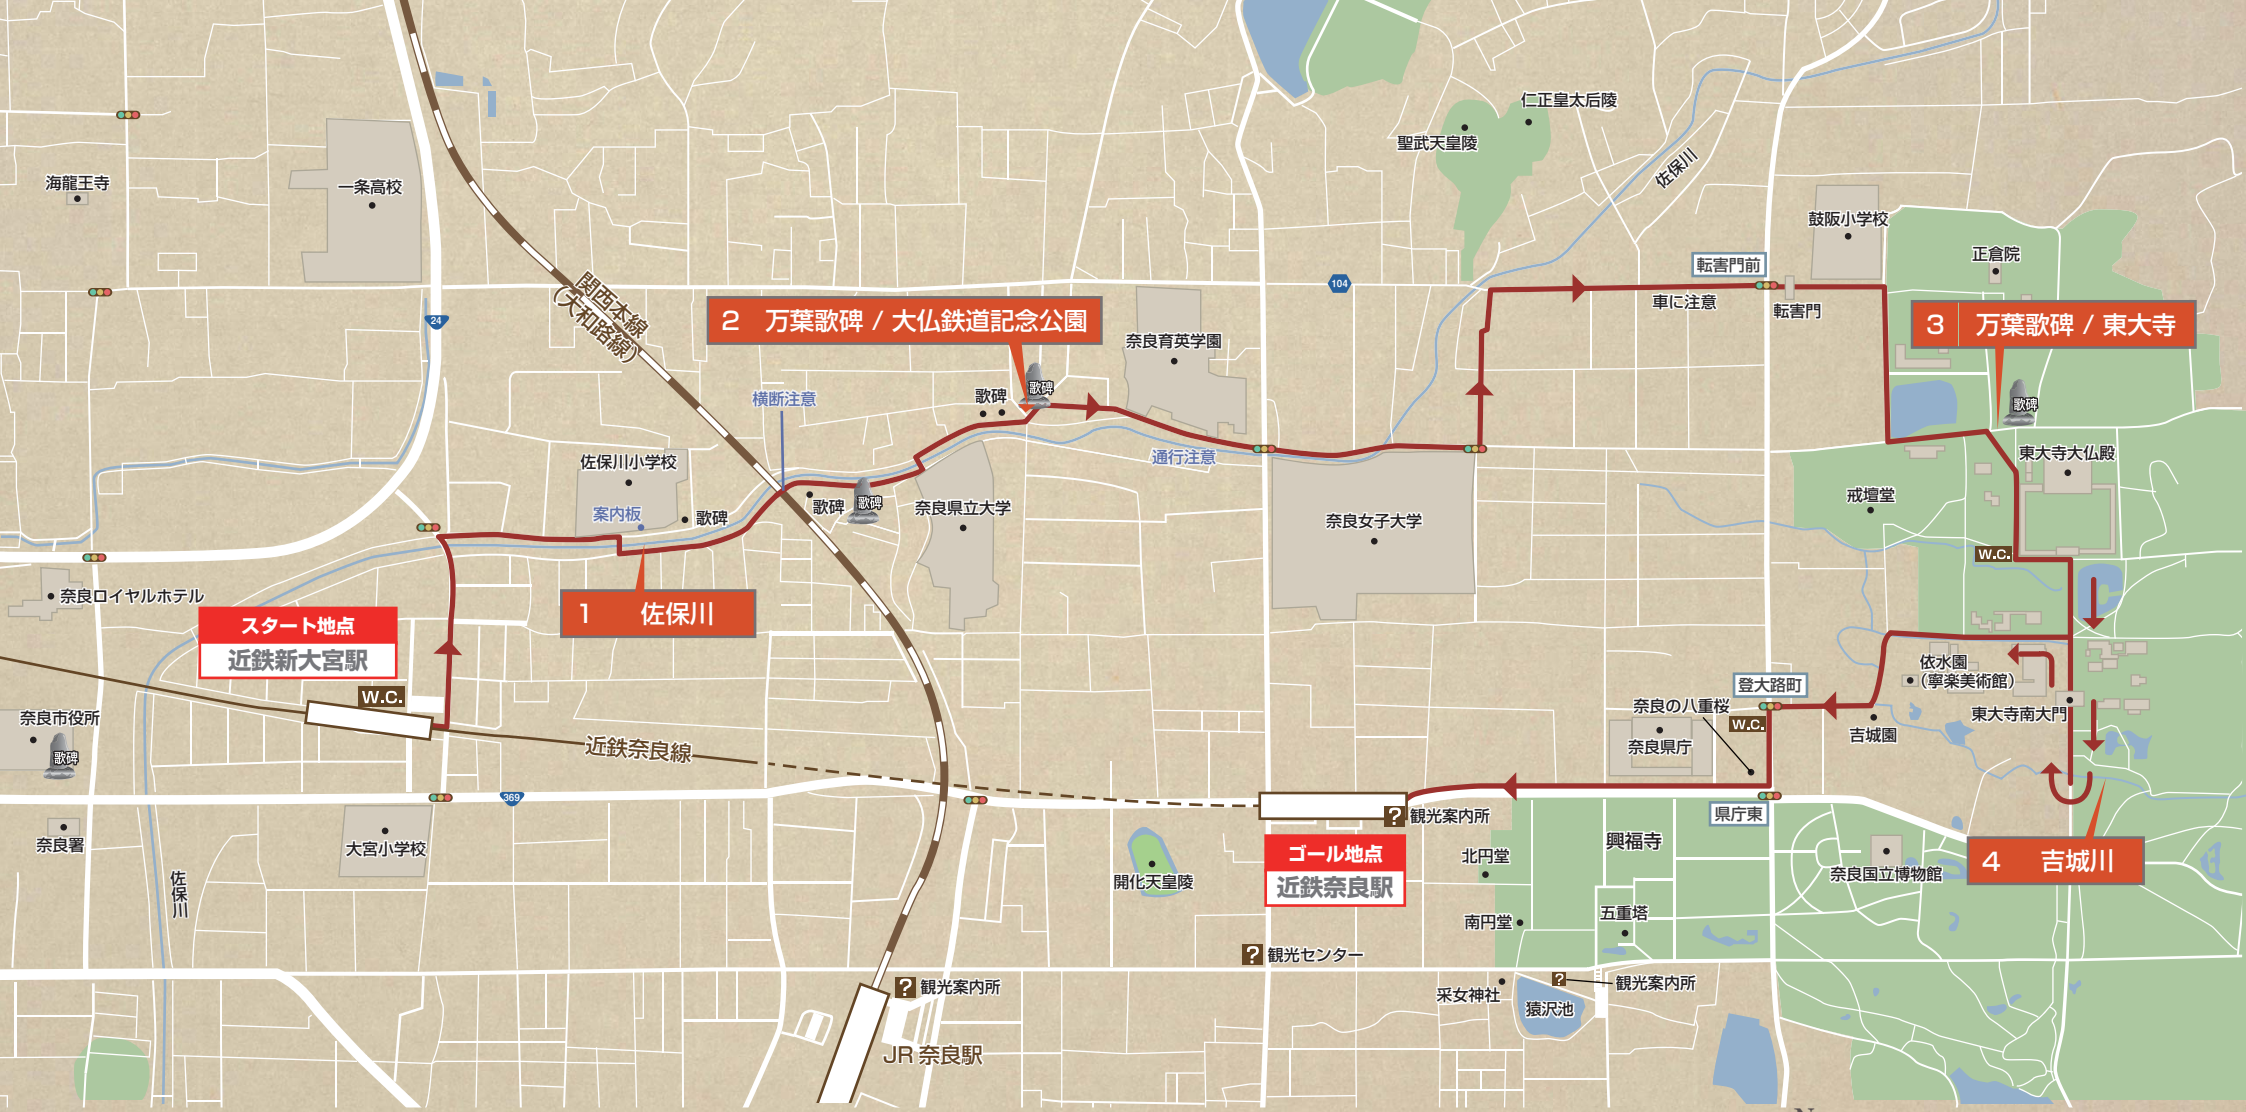 仁正皇太后陵
聖武天皇陵
佐保川
海龍王寺
一条高校
鼓阪小学校
正倉院
転害門前
104
車に注意
転害門
24
関西本線
(大和路線)
2 万葉歌碑 / 大仏鉄道記念公園
3 万葉歌碑 / 東大寺
奈良育英学園
横断注意
歌碑
歌碑
歌碑
通行注意
東大寺大仏殿
佐保川小学校
案内板
歌碑
歌碑
歌碑
奈良県立大学
奈良女子大学
戒壇堂
W.C.
奈良ロイヤルホテル
スタート地点
近鉄新大宮駅
1 佐保川
W.C.
依水園
(寧楽美術館)
登大路町
奈良の八重桜
W.C.
東大寺南大門
吉城園
奈良市役所
歌碑
近鉄奈良線
奈良県庁
369
県庁東
? 観光案内所
奈良署
大宮小学校
佐保川
開化天皇陵
ゴール地点
近鉄奈良駅
北円堂
興福寺
奈良国立博物館
4 吉城川
南円堂
五重塔
? 観光センター
? 観光案内所
采女神社
猿沢池
? 観光案内所
JR 奈良駅